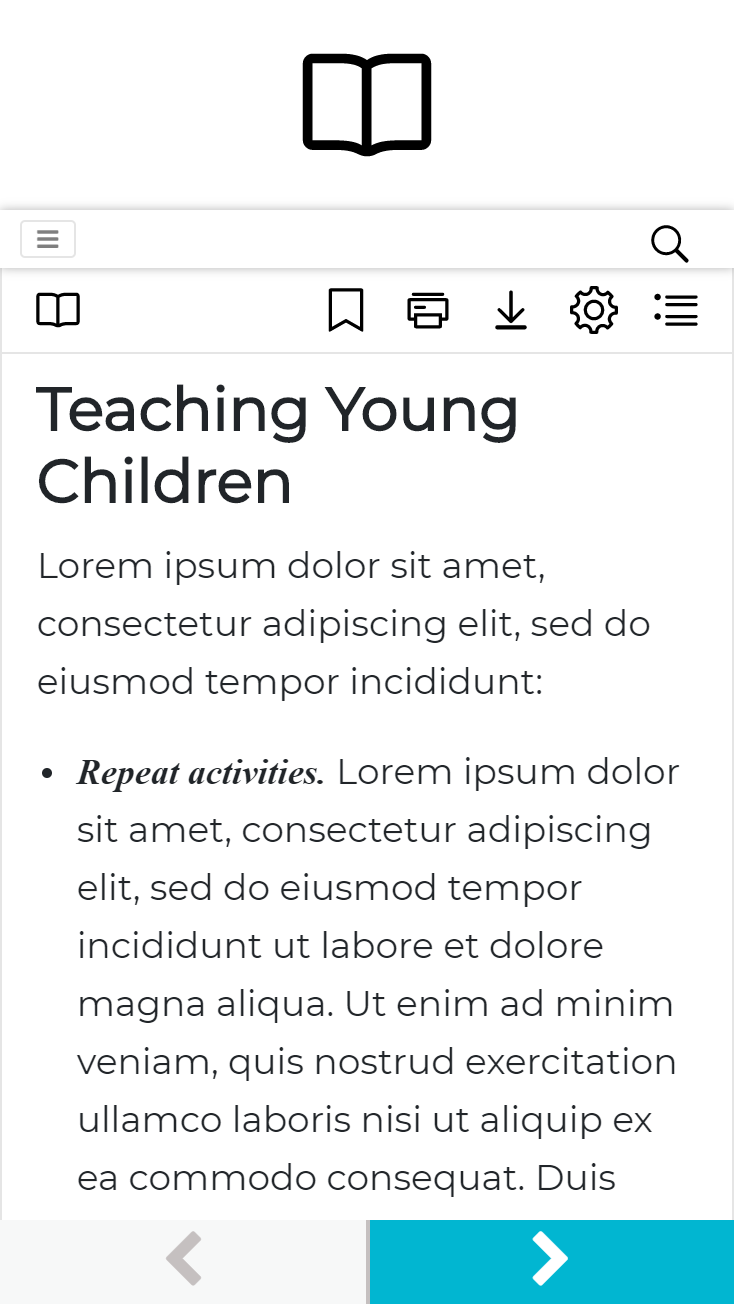 Teaching Young
Children
Lorem ipsum dolor sit amet,
consectetur adipiscing elit, sed do
eiusmod tempor incididunt:
• Repeat activities. Lorem ipsum dolor
sit amet, consectetur adipiscing
elit, sed do eiusmod tempor
incididunt ut labore et dolore
magna aliqua. Ut enim ad minim
veniam, quis nostrud exercitation
ullamco laboris nisi ut aliquip ex
ea commodo consequat. Duis